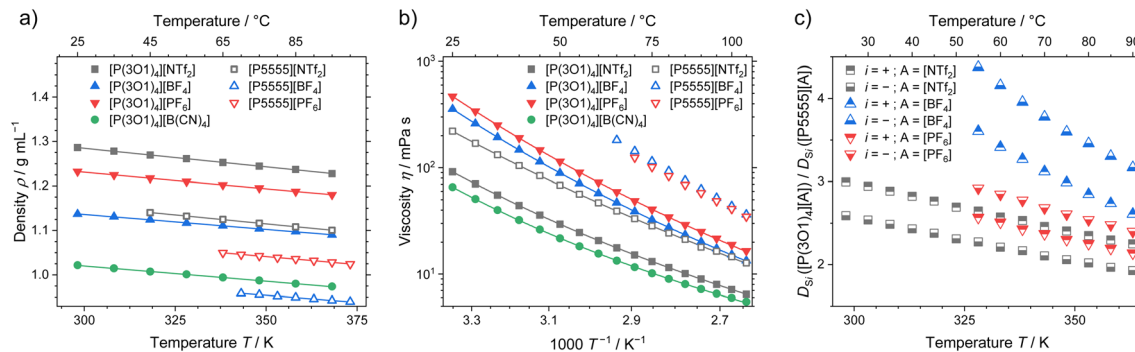 a)
Temperature / °C
25 45 65 85
[P(3O1)₄][NTf₂] [P5555][NTf₂]
[P(3O1)₄][BF₄] [P5555][BF₄]
[P(3O1)₄][PF₆] [P5555][PF₆]
[P(3O1)₄][B(CN)₄]
Density ρ / g mL⁻¹
1.4
1.3
1.2
1.1
1.0
300 325 350 375
Temperature T / K
b)
Temperature / °C
25 70 75 85 95 105
[P(3O1)₄][NTf₂] [P5555][NTf₂]
[P(3O1)₄][BF₄] [P5555][BF₄]
[P(3O1)₄][PF₆] [P5555][PF₆]
[P(3O1)₄][B(CN)₄]
Viscosity η / mPa s
10³
10²
10¹
3.3 3.1 2.9 2.7
1000 T⁻¹ / K⁻¹
c)
Temperature / °C
30 40 50 60 70 80 90
i = + ; A = [NTf₂]
i = − ; A = [NTf₂]
i = + ; A = [BF₄]
i = − ; A = [BF₄]
i = + ; A = [PF₆]
i = − ; A = [PF₆]
D_Si ([P(3O1)₄][A]) / D_Si ([P5555][A])
4
3
2
300 325 350
Temperature T / K